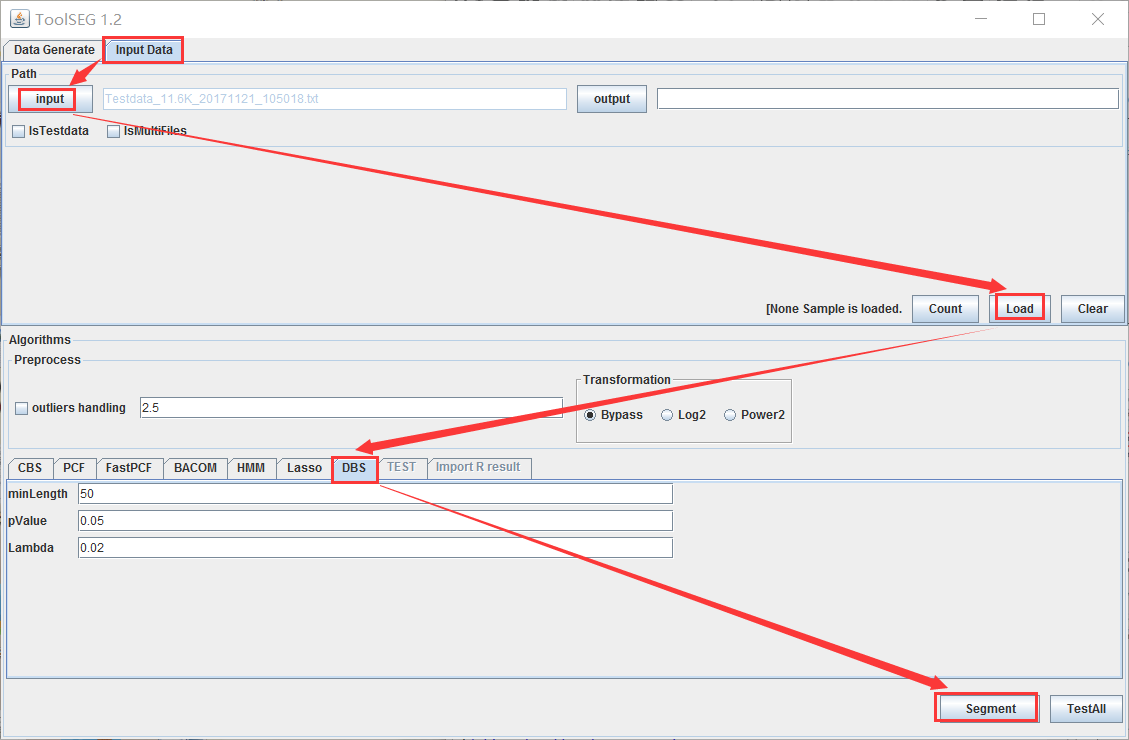 ToolSEG 1.2
Data Generate Input Data
Path
input Testdata_11.6K_20171121_105018.txt output
IsTestdata IsMultiFiles
[None Sample is loaded. Count Load Clear
Algorithms
Preprocess
Transformation
outliers handling 2.5 Bypass Log2 Power2
CBS PCF FastPCF BACOM HMM Lasso DBS TEST Import R result
minLength 50
pValue 0.05
Lambda 0.02
Segment TestAll